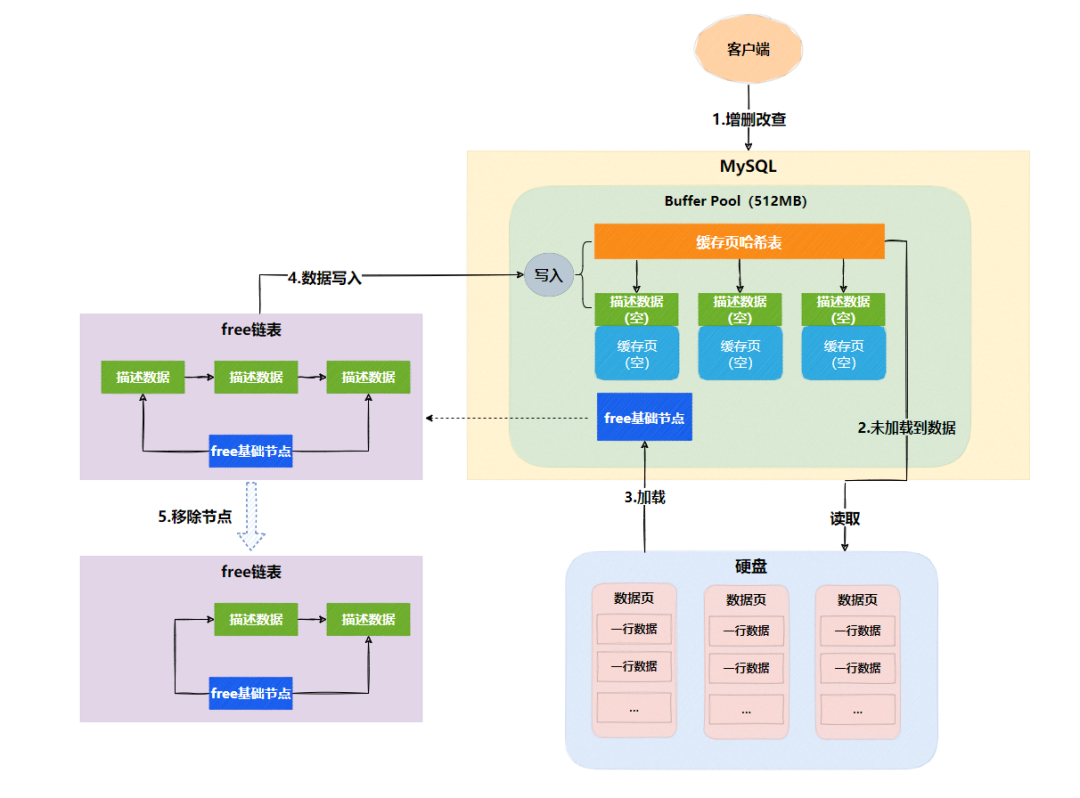 客户端
1.增删改查
MySQL
Buffer Pool（512MB）
缓存页哈希表
写入
4.数据写入
描述数据
(空)
描述数据
(空)
描述数据
(空)
缓存页
(空)
缓存页
(空)
缓存页
(空)
free链表
描述数据
描述数据
描述数据
free基础节点
free基础节点
2.未加载到数据
3.加载
读取
5.移除节点
free链表
描述数据
描述数据
free基础节点
硬盘
数据页
一行数据
一行数据
...
数据页
一行数据
一行数据
...
数据页
一行数据
一行数据
...